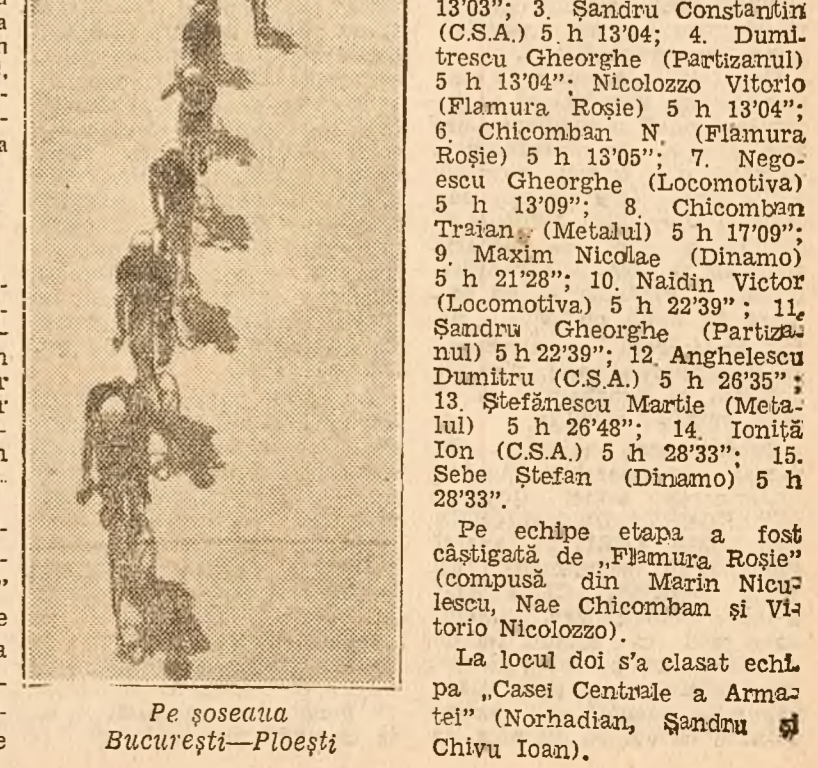 13'03”; 3. Șandru Constantin
(C.S.A.) 5 h 13'04; 4. Dumi-
trescu Gheorghe (Partizanul)
5 h 13'04”; Nicolozzo Vitorio
(Flamura Roșie) 5 h 13'04”;
6. Chicomban N. (Flamura
Roșie) 5 h 13'05”; 7. Nego-
escu Gheorghe (Locomotiva)
5 h 13'09”; 8. Chicomban
Traian (Metalul) 5 h 17'09”;
9. Maxim Nicolae (Dinamo)
5 h 21'28”; 10. Naidin Victor
(Locomotiva) 5 h 22'39”; 11.
Șandru Gheorghe (Partiza-
nul) 5 h 22'39”; 12. Anghelescu
Dumitru (C.S.A.) 5 h 26'35”;
13. Ștefănescu Martie (Meta-
lul) 5 h 26'48”; 14. Ioniță
Ion (C.S.A.) 5 h 28'33”; 15.
Sebe Ștefan (Dinamo) 5 h
28'33”.
Pe echipe etapa a fost
câștigată de „Flamura Roșie”
(compusă din Marin Nicu-
lescu, Nae Chicomban și Vi-
torio Nicolozzo).
La locul doi s'a clasat echi-
pa „Casei Centrale a Arma-
tei” (Norhadian, Șandru și
Chivu Ioan).
Pe șoseaua
București—Ploești